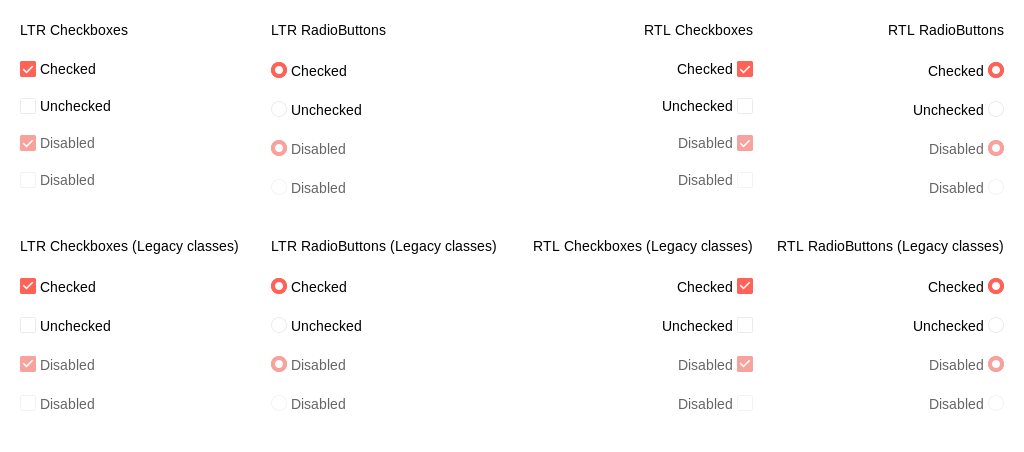 LTR Checkboxes
Checked
Unchecked
Disabled
Disabled
LTR RadioButtons
Checked
Unchecked
Disabled
Disabled
RTL Checkboxes
Checked
Unchecked
Disabled
Disabled
RTL RadioButtons
Checked
Unchecked
Disabled
Disabled
LTR Checkboxes (Legacy classes)
Checked
Unchecked
Disabled
Disabled
LTR RadioButtons (Legacy classes)
Checked
Unchecked
Disabled
Disabled
RTL Checkboxes (Legacy classes)
Checked
Unchecked
Disabled
Disabled
RTL RadioButtons (Legacy classes)
Checked
Unchecked
Disabled
Disabled